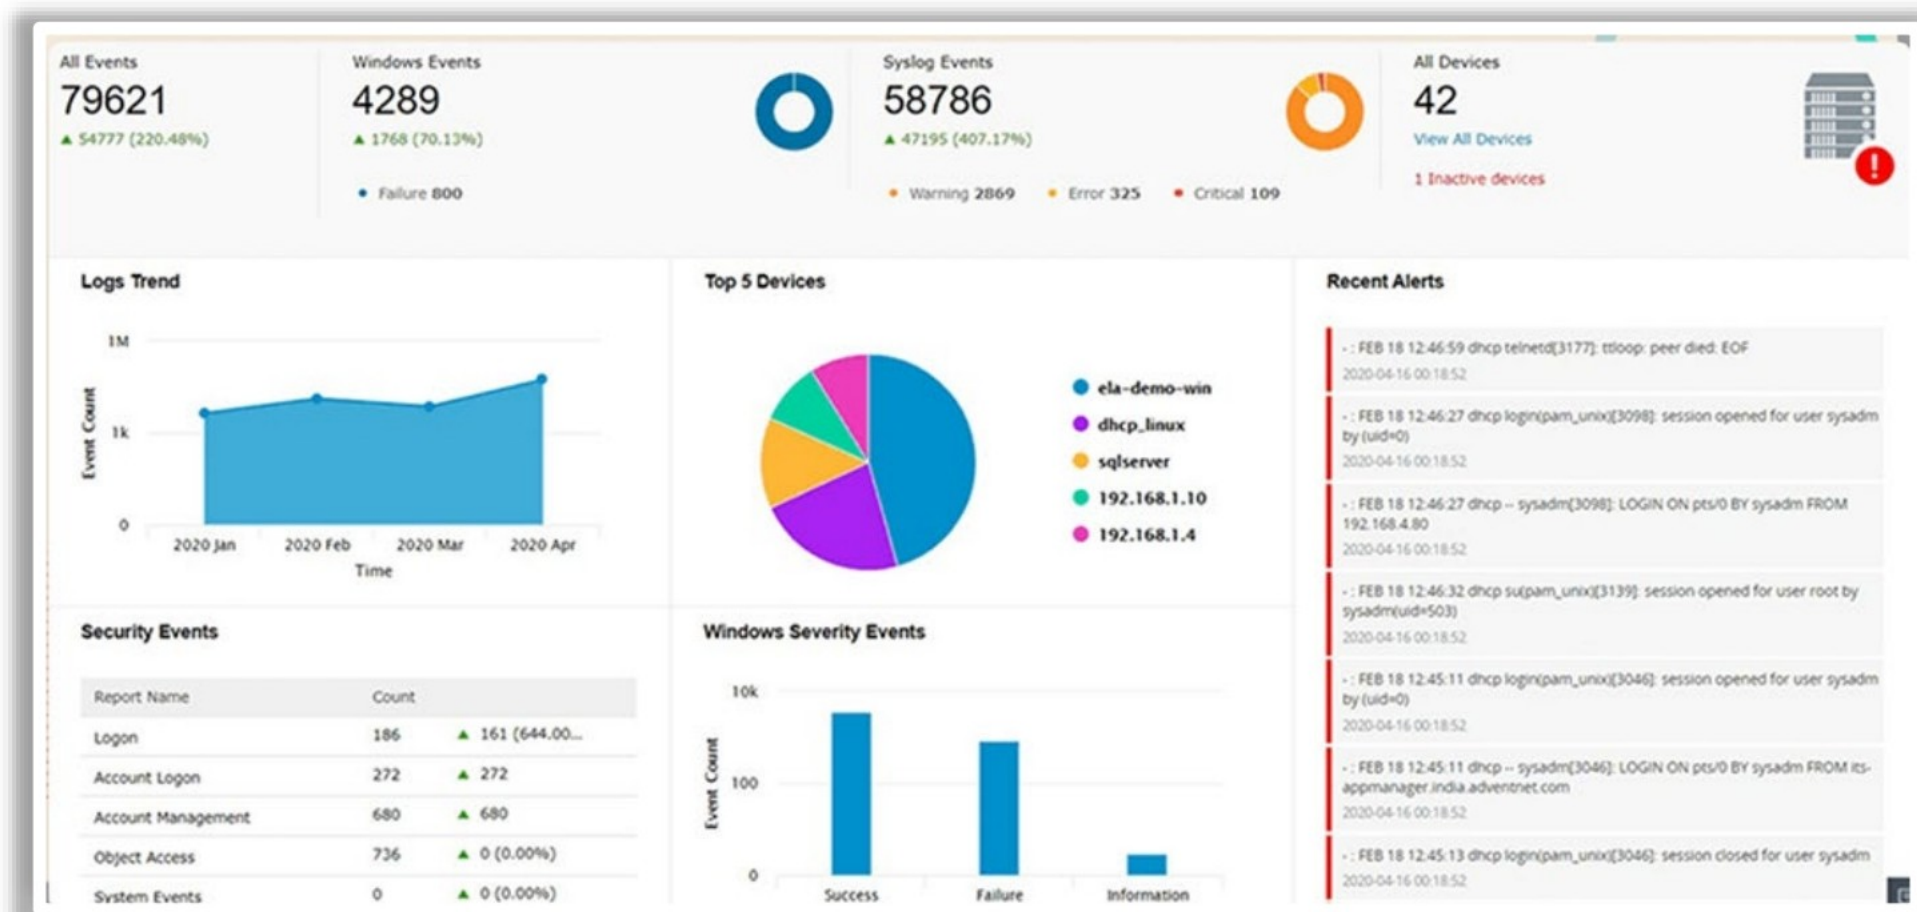 All Events
79621
▲ 54777 (220.48%)
Windows Events
4289
▲ 1768 (70.13%)
• Failure 800
Syslog Events
58786
▲ 47195 (407.17%)
• Warning 2869 • Error 325 • Critical 109
All Devices
42
View All Devices
1 Inactive devices
Logs Trend
1M
1k
0
Event Count
2020 Jan 2020 Feb 2020 Mar 2020 Apr
Time
Top 5 Devices
ela-demo-win
dhcp_linux
sqlserver
192.168.1.10
192.168.1.4
Security Events
Report Name Count
Logon 186 ▲ 161 (644.00...
Account Logon 272 ▲ 272
Account Management 680 ▲ 680
Object Access 736 ▲ 0 (0.00%)
System Events 0 ▲ 0 (0.00%)
Windows Severity Events
10k
100
0
Event Count
Success Failure Information
Recent Alerts
- : FEB 18 12:46:59 dhcp telnetd[3177]: ttloop: peer died: EOF
2020-04-16 00:18:52
- : FEB 18 12:46:27 dhcp login(pam_unix)[3098]: session opened for user sysadm
by (uid=0)
2020-04-16 00:18:52
- : FEB 18 12:46:27 dhcp -- sysadm[3098]: LOGIN ON pts/0 BY sysadm FROM
192.168.4.80
2020-04-16 00:18:52
- : FEB 18 12:46:32 dhcp su(pam_unix)[3139]: session opened for user root by
sysadm(uid=503)
2020-04-16 00:18:52
- : FEB 18 12:45:11 dhcp login(pam_unix)[3046]: session opened for user sysadm
by (uid=0)
2020-04-16 00:18:52
- : FEB 18 12:45:11 dhcp -- sysadm[3046]: LOGIN ON pts/0 BY sysadm FROM its-
appmanager.india.adventnet.com
2020-04-16 00:18:52
- : FEB 18 12:45:13 dhcp login(pam_unix)[3046]: session closed for user sysadm
2020-04-16 00:18:52